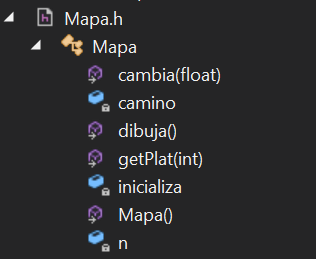 Mapa.h
Mapa
cambia(float)
camino
dibuja()
getPlat(int)
inicializa
Mapa()
n